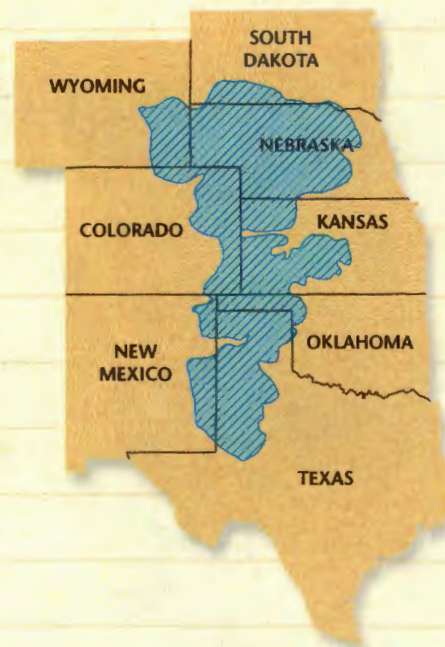 SOUTH
DAKOTA
WYOMING
NEBRASKA
COLORADO
KANSAS
NEW
MEXICO
OKLAHOMA
TEXAS